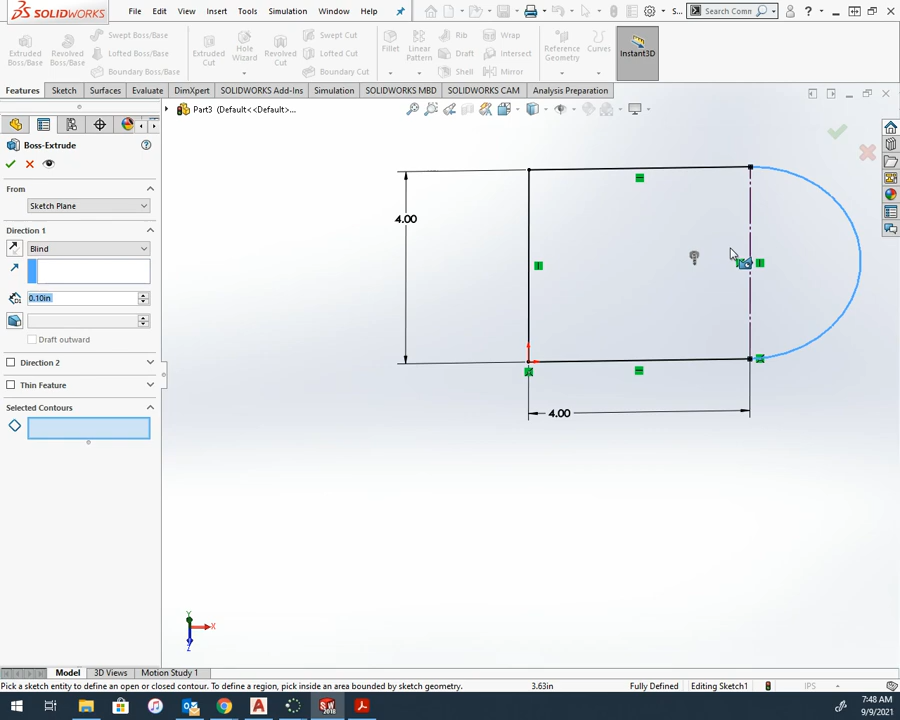 SOLIDWORKS File Edit View Insert Tools Simulation Window Help S... Search Comm
Extruded Boss/Base
Revolved Boss/Base
Swept Boss/Base
Lofted Boss/Base
Boundary Boss/Base
Extruded Cut
Hole Wizard
Revolved Cut
Swept Cut
Lofted Cut
Boundary Cut
Fillet
Linear Pattern
Rib
Draft
Shell
Wrap
Intersect
Mirror
Reference Geometry
Curves
Instant3D
Features Sketch Surfaces Evaluate DimXpert SOLIDWORKS Add-Ins Simulation SOLIDWORKS MBD SOLIDWORKS CAM Analysis Preparation
Part3 (Default<<Default>...
Boss-Extrude
From
Sketch Plane
Direction 1
Blind
D1
0.10in
Draft outward
Direction 2
Thin Feature
Selected Contours
4.00
4.00
Y
X
Z
Model 3D Views Motion Study 1
Pick a sketch entity to define an open or closed contour. To define a region, pick inside an area bounded by sketch geometry. 3.63in Fully Defined Editing Sketch1 IPS
SW 2018
7:48 AM
9/9/2021